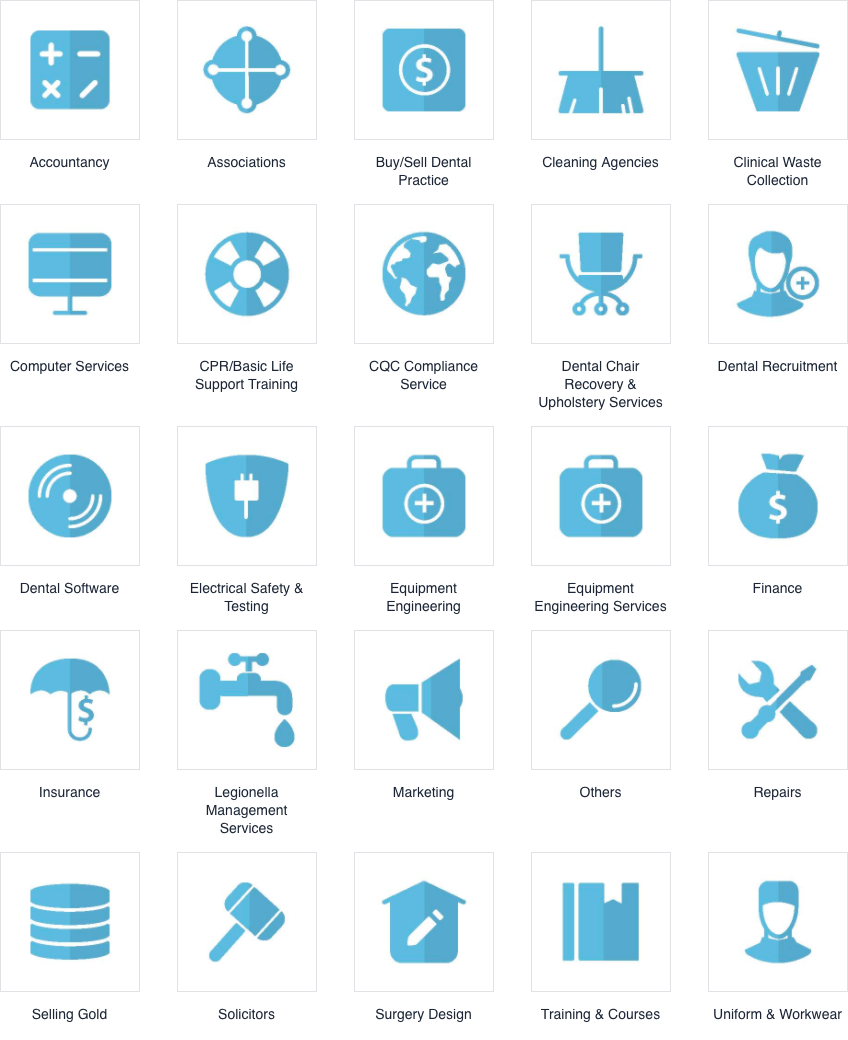 $
Accountancy
Associations
Buy/Sell Dental
Practice
Cleaning Agencies
Clinical Waste
Collection
Computer Services
CPR/Basic Life
Support Training
CQC Compliance
Service
Dental Chair
Recovery &
Upholstery Services
Dental Recruitment
$
Dental Software
Electrical Safety &
Testing
Equipment
Engineering
Equipment
Engineering Services
Finance
$
Insurance
Legionella
Management
Services
Marketing
Others
Repairs
Selling Gold
Solicitors
Surgery Design
Training & Courses
Uniform & Workwear